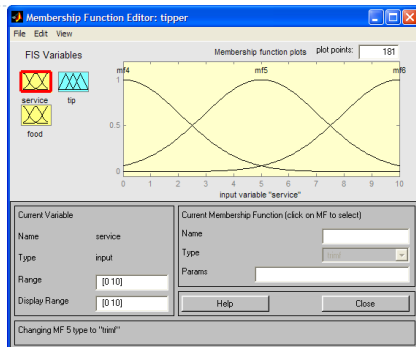 Membership Function Editor: tipper
File Edit View
FIS Variables
Membership function plots plot points: 181
service
tip
food
mf4 mf5 mf6
1
0.5
0
0 1 2 3 4 5 6 7 8 9 10
input variable "service"
Current Variable
Name service
Type input
Range [0 10]
Display Range [0 10]
Current Membership Function (click on MF to select)
Name
Type
Params
Help Close
Changing MF 5 type to "trimf"